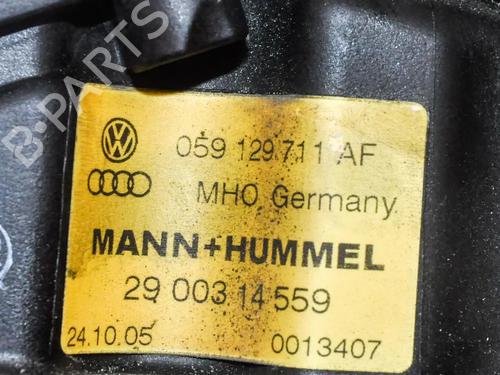 B-PARTS
059 129 711 AF
MHO Germany
MANN+HUMMEL
29 003 14 559
24.10.05 0013407